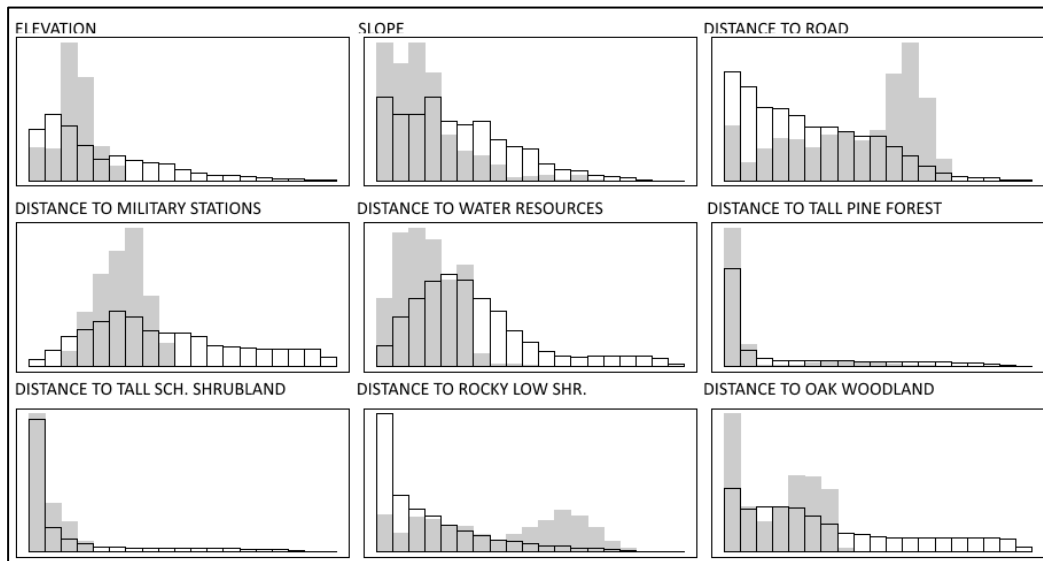 ELEVATION
SLOPE
DISTANCE TO ROAD
DISTANCE TO MILITARY STATIONS
DISTANCE TO WATER RESOURCES
DISTANCE TO TALL PINE FOREST
DISTANCE TO TALL SCH. SHRUBLAND
DISTANCE TO ROCKY LOW SHR.
DISTANCE TO OAK WOODLAND